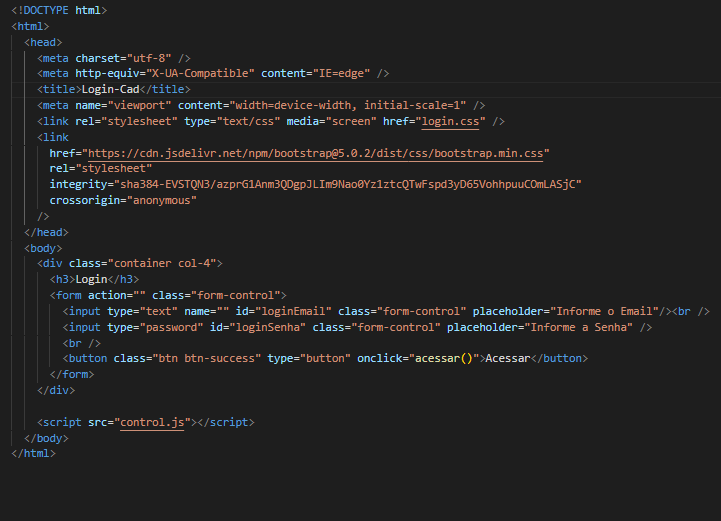 <!DOCTYPE html>
<html>
<head>
<meta charset="utf-8" />
<meta http-equiv="X-UA-Compatible" content="IE=edge" />
<title>Login-Cad</title>
<meta name="viewport" content="width=device-width, initial-scale=1" />
<link rel="stylesheet" type="text/css" media="screen" href="login.css" />
<link
href="https://cdn.jsdelivr.net/npm/bootstrap@5.0.2/dist/css/bootstrap.min.css"
rel="stylesheet"
integrity="sha384-EVSTQN3/azprG1Anm3QDgpJLIm9Nao0Yz1ztcQTwFspd3yD65VohhpuuCOmLASjC"
crossorigin="anonymous"
/>
</head>
<body>
<div class="container col-4">
<h3>Login</h3>
<form action="" class="form-control">
<input type="text" name="" id="loginEmail" class="form-control" placeholder="Informe o Email"/><br />
<input type="password" id="loginSenha" class="form-control" placeholder="Informe a Senha" />
<br />
<button class="btn btn-success" type="button" onclick="acessar()">Acessar</button>
</form>
</div>
<script src="control.js"></script>
</body>
</html>